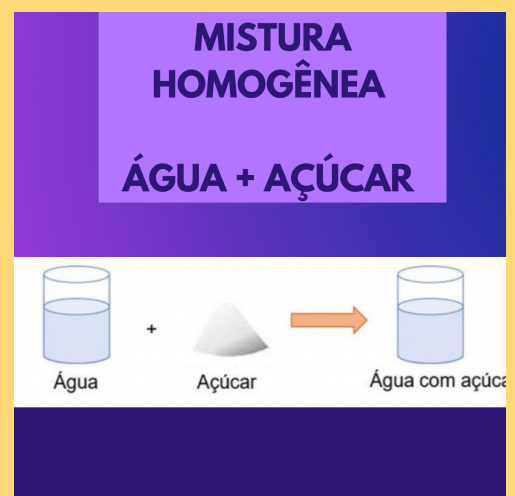 MISTURA
HOMOGÊNEA
ÁGUA + AÇÚCAR
+
Água
Açúcar
Água com açúca